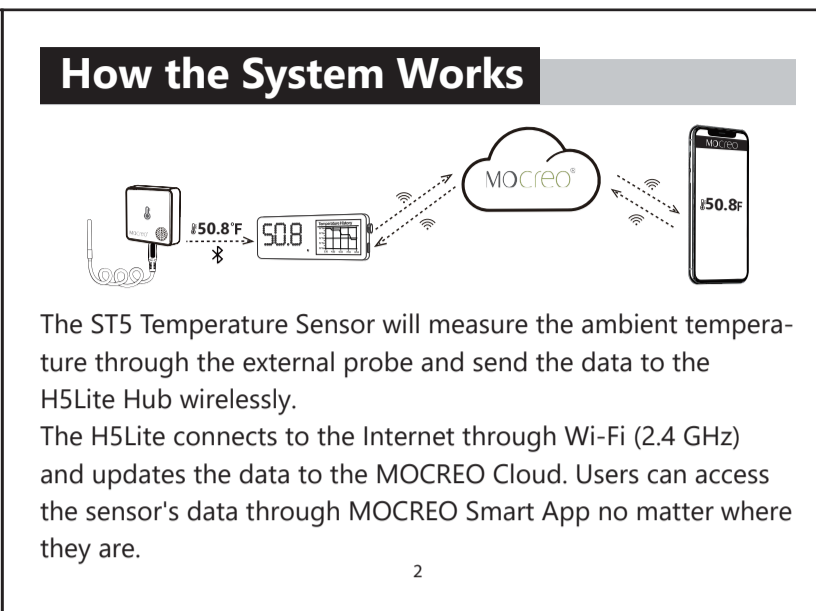 How the System Works
MOCREO
50.8°F
50.8
Temperature History
MOCreo®
MOCreo
50.8F
The ST5 Temperature Sensor will measure the ambient tempera-
ture through the external probe and send the data to the
H5Lite Hub wirelessly.
The H5Lite connects to the Internet through Wi-Fi (2.4 GHz)
and updates the data to the MOCREO Cloud. Users can access
the sensor's data through MOCREO Smart App no matter where
they are.
2